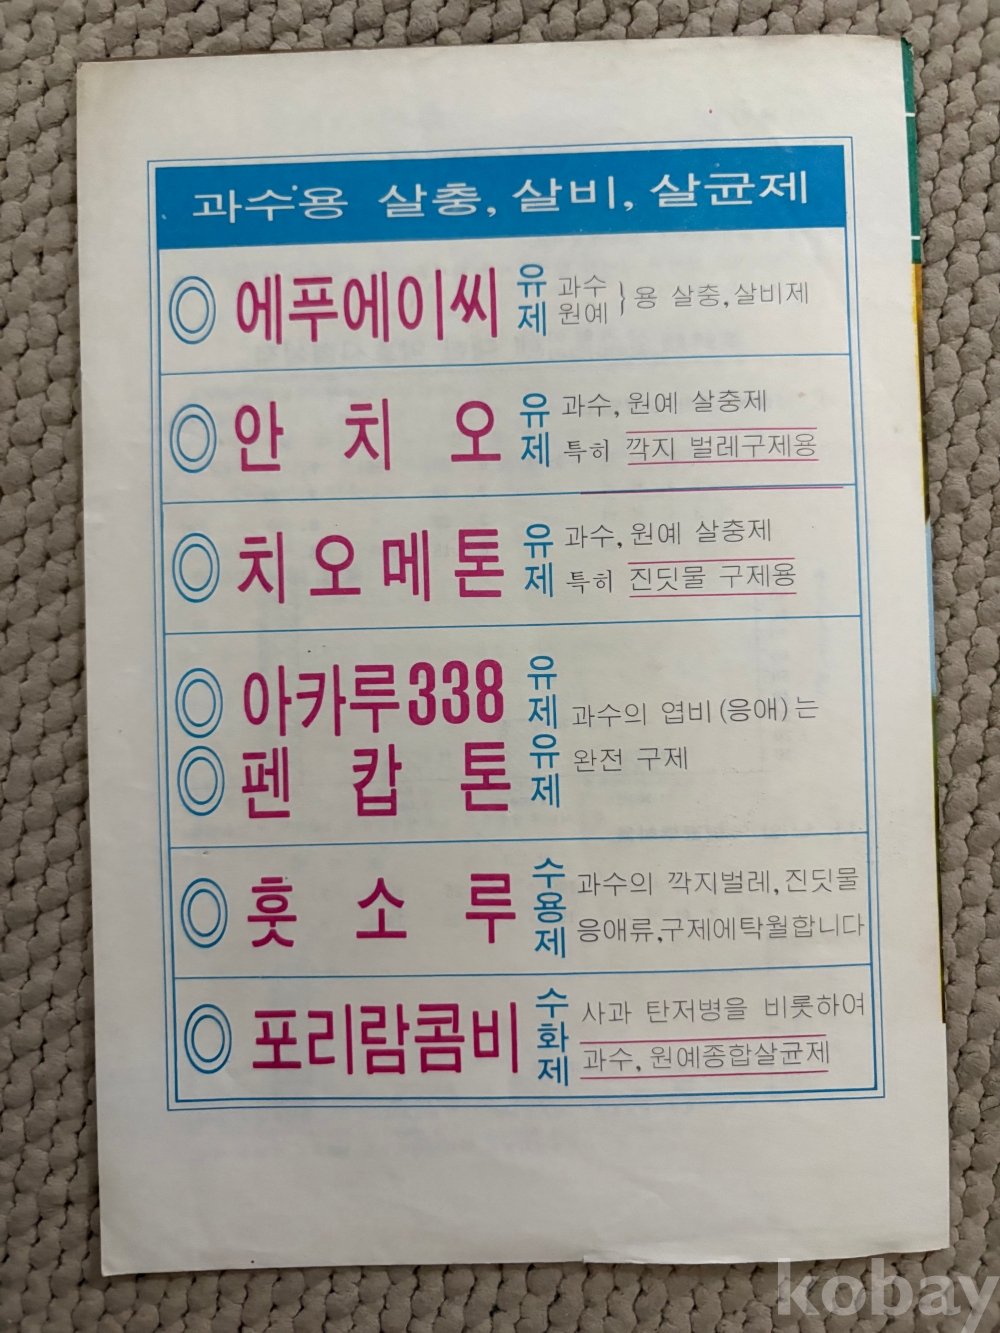 과수용 살충, 살비, 살균제
◎ 에푸에이씨 유제 과수 원예 } 용 살충, 살비제
◎ 안치오 유제 과수, 원예 살충제
특히 깍지 벌레구제용
◎ 치오메톤 유제 과수, 원예 살충제
특히 진딧물 구제용
◎ 아카루338 유제 과수의 엽비 (응애) 는
◎ 펜캅톤 유제 완전 구제
◎ 훗소루 수용제 과수의 깍지벌레, 진딧물
응애류, 구제에탁월합니다
◎ 포리람콤비 수화제 사과 탄저병을 비롯하여
과수, 원예종합살균제
kobay